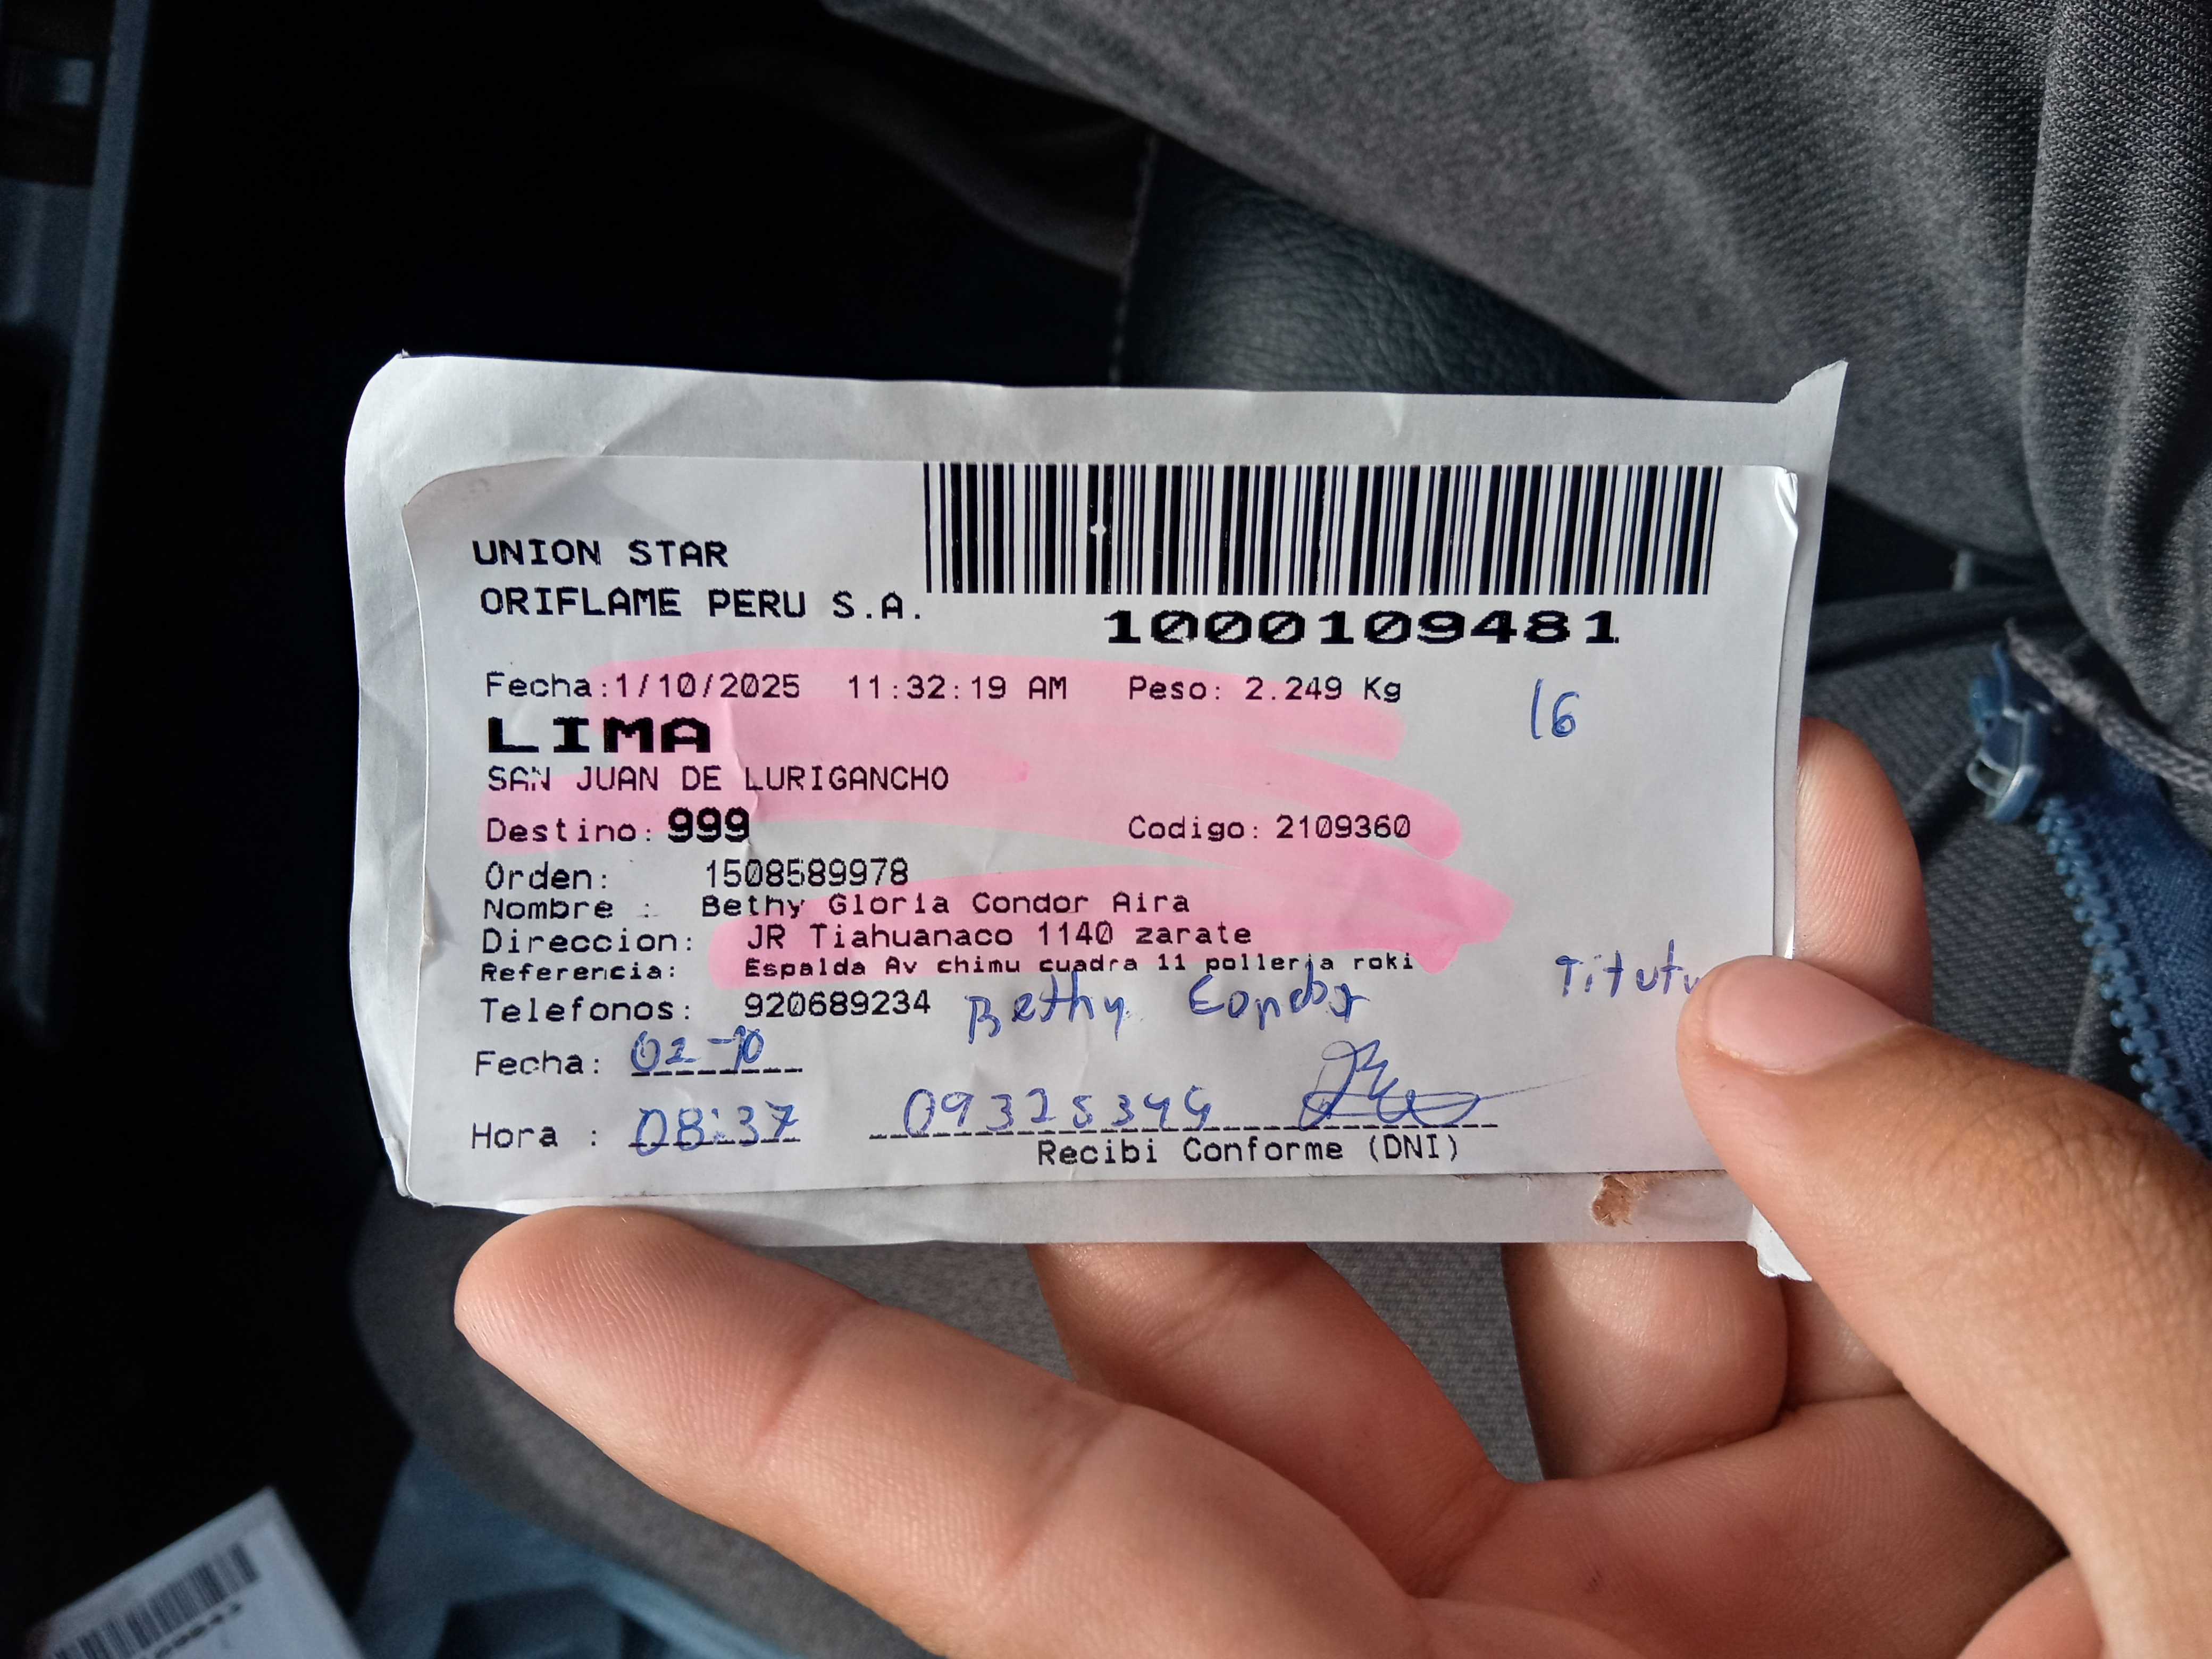 UNION STAR
ORIFLAME PERU S.A.
1000109481
Fecha:1/10/2025 11:32:19 AM Peso: 2.249 Kg
16
LIMA
SAN JUAN DE LURIGANCHO
Destino: 999 Codigo: 2109360
Orden: 1508589978
Nombre : Bethy Gloria Condor Aira
Direccion: JR Tiahuanaco 1140 zarate
Referencia: Espalda Av chimu cuadra 11 polleria roki
Telefonos: 920689234 Bethy Condor
Fecha: 02-10
Hora : 08:37
Recibi Conforme (DNI)